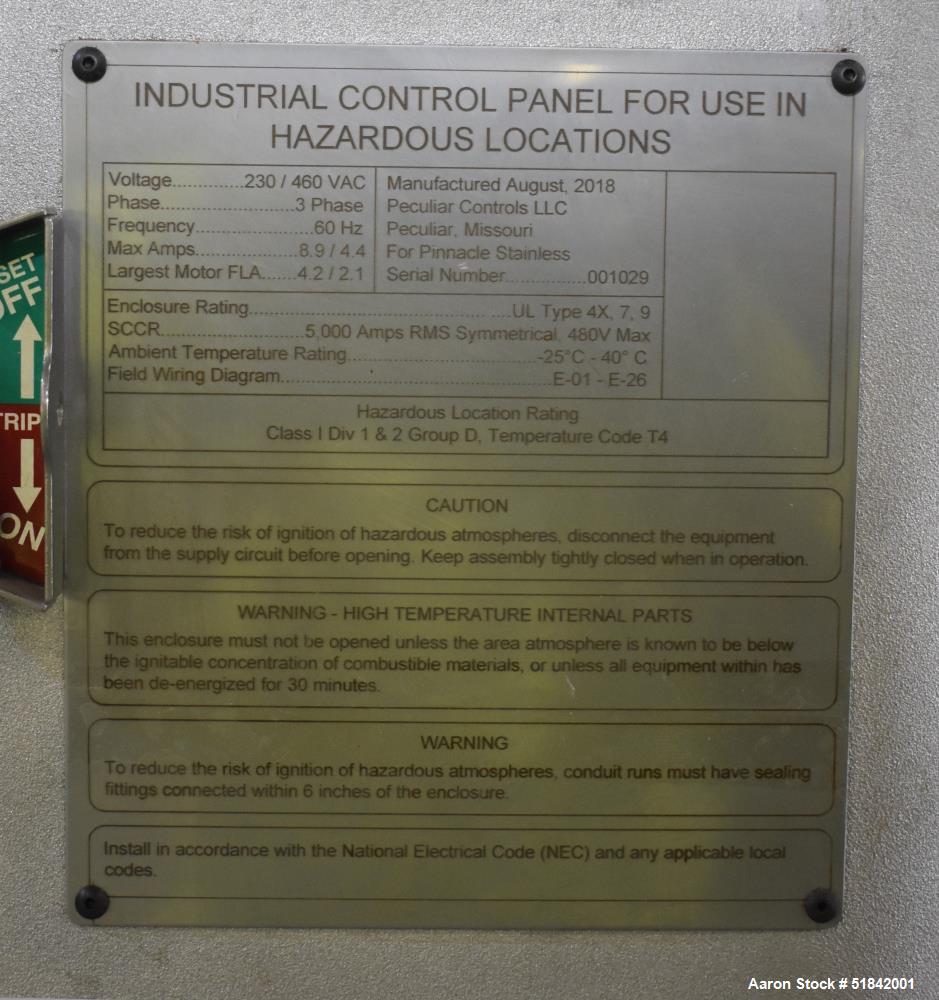 INDUSTRIAL CONTROL PANEL FOR USE IN
HAZARDOUS LOCATIONS
Voltage.............230 / 460 VAC
Phase.........................3 Phase
Frequency......................60 Hz
Max Amps...................8.9 / 4.4
Largest Motor FLA......4.2 / 2.1
Manufactured August, 2018
Peculiar Controls LLC
Peculiar, Missouri
For Pinnacle Stainless
Serial Number...............001029
Enclosure Rating.................................................UL Type 4X, 7, 9
SCCR..........................5,000 Amps RMS Symmetrical, 480V Max
Ambient Temperature Rating...................................-25°C - 40° C
Field Wiring Diagram..................................................E-01 - E-26
Hazardous Location Rating
Class I Div 1 & 2 Group D, Temperature Code T4
CAUTION
To reduce the risk of ignition of hazardous atmospheres, disconnect the equipment
from the supply circuit before opening. Keep assembly tightly closed when in operation.
WARNING - HIGH TEMPERATURE INTERNAL PARTS
This enclosure must not be opened unless the area atmosphere is known to be below
the ignitable concentration of combustible materials, or unless all equipment within has
been de-energized for 30 minutes.
WARNING
To reduce the risk of ignition of hazardous atmospheres, conduit runs must have sealing
fittings connected within 6 inches of the enclosure.
Install in accordance with the National Electrical Code (NEC) and any applicable local
codes.
SET
OFF
TRIP
ON
Aaron Stock # 51842001